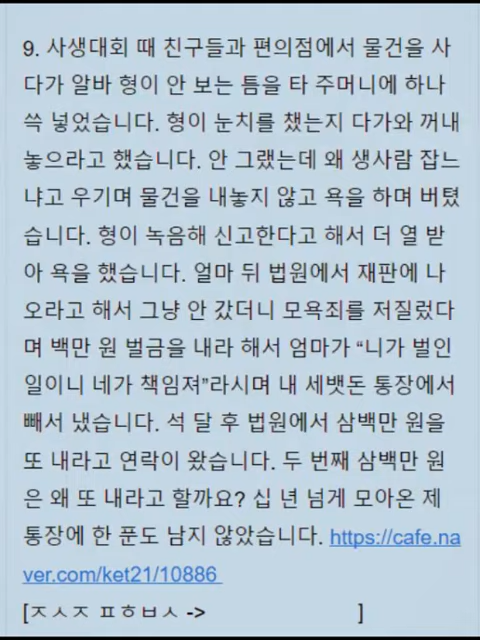 9. 사생대회 때 친구들과 편의점에서 물건을 사
다가 알바 형이 안 보는 틈을 타 주머니에 하나
쓱 넣었습니다. 형이 눈치를 챘는지 다가와 꺼내
놓으라고 했습니다. 안 그랬는데 왜 생사람 잡느
냐고 우기며 물건을 내놓지 않고 욕을 하며 버텼
습니다. 형이 녹음해 신고한다고 해서 더 열 받
아 욕을 했습니다. 얼마 뒤 법원에서 재판에 나
오라고 해서 그냥 안 갔더니 모욕죄를 저질렀다
며 백만 원 벌금을 내라 해서 엄마가 “니가 벌인
일이니 네가 책임져”라시며 내 세뱃돈 통장에서
빼서 냈습니다. 석 달 후 법원에서 삼백만 원을
또 내라고 연락이 왔습니다. 두 번째 삼백만 원
은 왜 또 내라고 할까요? 십 년 넘게 모아온 제
통장에 한 푼도 남지 않았습니다. https://cafe.na
ver.com/ket21/10886
[ㅈㅅㅈ ㅍㅎㅂㅅ -> ]